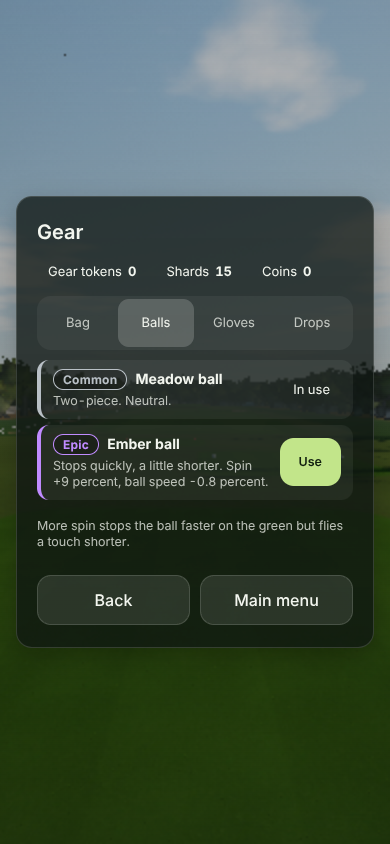 Gear
Gear tokens 0 Shards 15 Coins 0
Bag Balls Gloves Drops
Common Meadow ball
Two-piece. Neutral.
In use
Epic Ember ball
Stops quickly, a little shorter. Spin
+9 percent, ball speed -0.8 percent.
Use
More spin stops the ball faster on the green but flies
a touch shorter.
Back Main menu